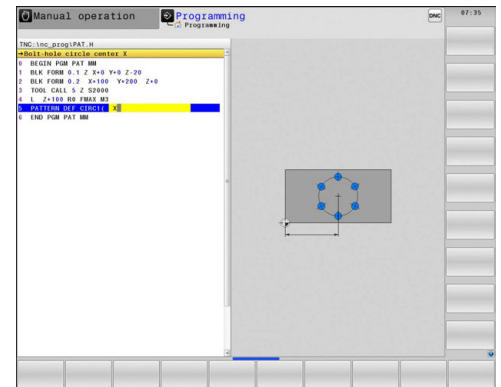 Manual operation
Programming
Programming
DNC
07:35
TNC:\nc_prog\PAT.H
→Bolt-hole circle center X
0 BEGIN PGM PAT MM
1 BLK FORM 0.1 Z X+0 Y+0 Z-20
2 BLK FORM 0.2 X+100 Y+200 Z+0
3 TOOL CALL 5 Z S2000
4 L Z+100 R0 FMAX M3
5 PATTERN DEF CIRC1( X
6 END PGM PAT MM